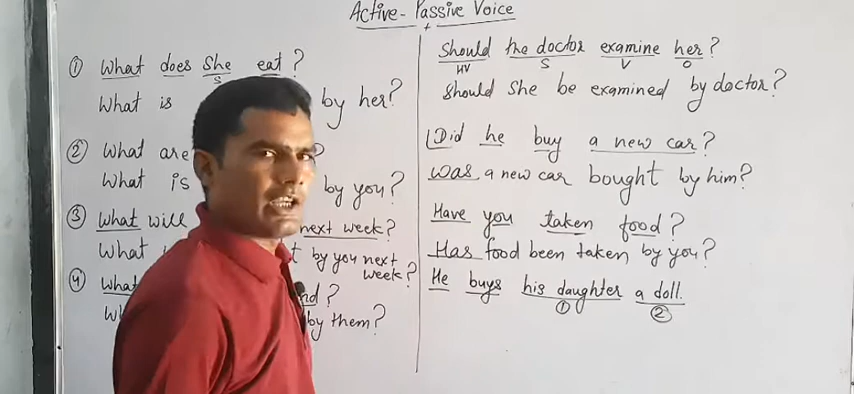 Active-Passive Voice
① What does She eat ?
S
What is by her?
② What are ?
What is by you?
③ What will next week?
What by you next
week?
④ What ?
by them?
Should the doctor examine her?
HV S V O
Should She be examined by doctor?
Did he buy a new car?
was a new car bought by him?
Have you taken food?
Has food been taken by you?
He buys his daughter a doll.
① ②